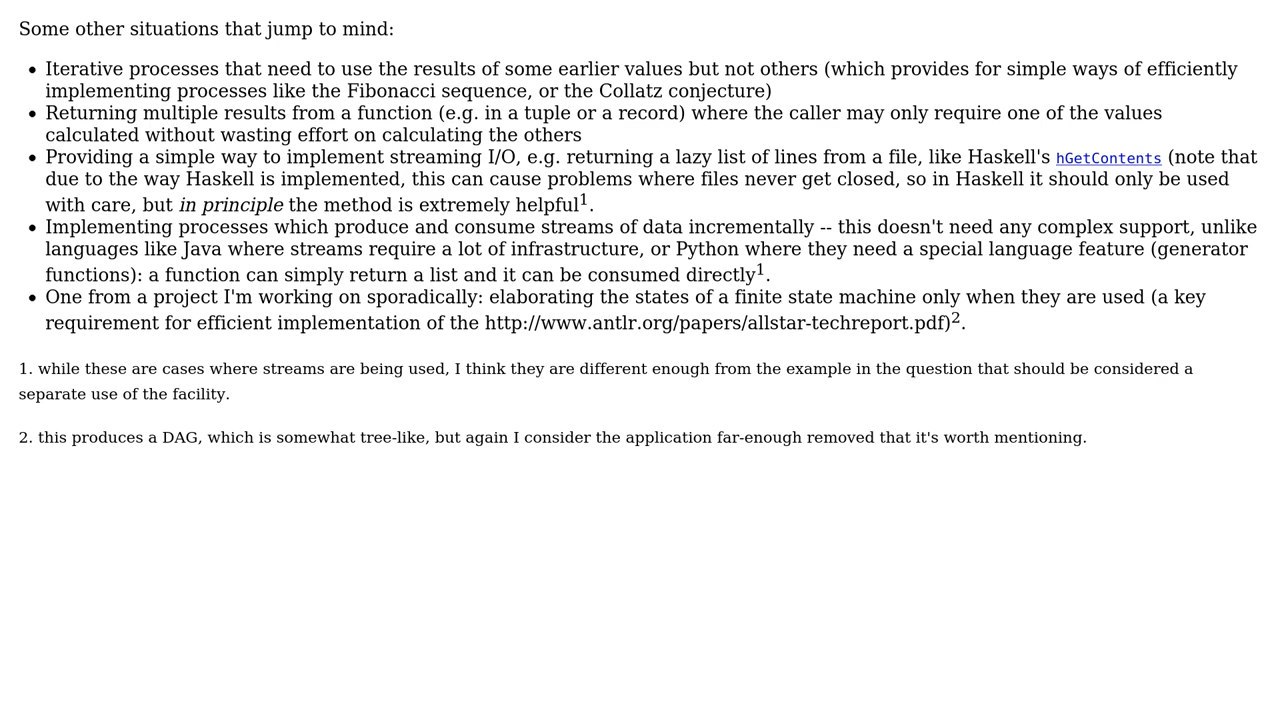 Some other situations that jump to mind:
• Iterative processes that need to use the results of some earlier values but not others (which provides for simple ways of efficiently
implementing processes like the Fibonacci sequence, or the Collatz conjecture)
• Returning multiple results from a function (e.g. in a tuple or a record) where the caller may only require one of the values
calculated without wasting effort on calculating the others
• Providing a simple way to implement streaming I/O, e.g. returning a lazy list of lines from a file, like Haskell's hGetContents (note that
due to the way Haskell is implemented, this can cause problems where files never get closed, so in Haskell it should only be used
with care, but in principle the method is extremely helpful1.
• Implementing processes which produce and consume streams of data incrementally -- this doesn't need any complex support, unlike
languages like Java where streams require a lot of infrastructure, or Python where they need a special language feature (generator
functions): a function can simply return a list and it can be consumed directly1.
• One from a project I'm working on sporadically: elaborating the states of a finite state machine only when they are used (a key
requirement for efficient implementation of the http://www.antlr.org/papers/allstar-techreport.pdf)2.
1. while these are cases where streams are being used, I think they are different enough from the example in the question that should be considered a
separate use of the facility.
2. this produces a DAG, which is somewhat tree-like, but again I consider the application far-enough removed that it's worth mentioning.